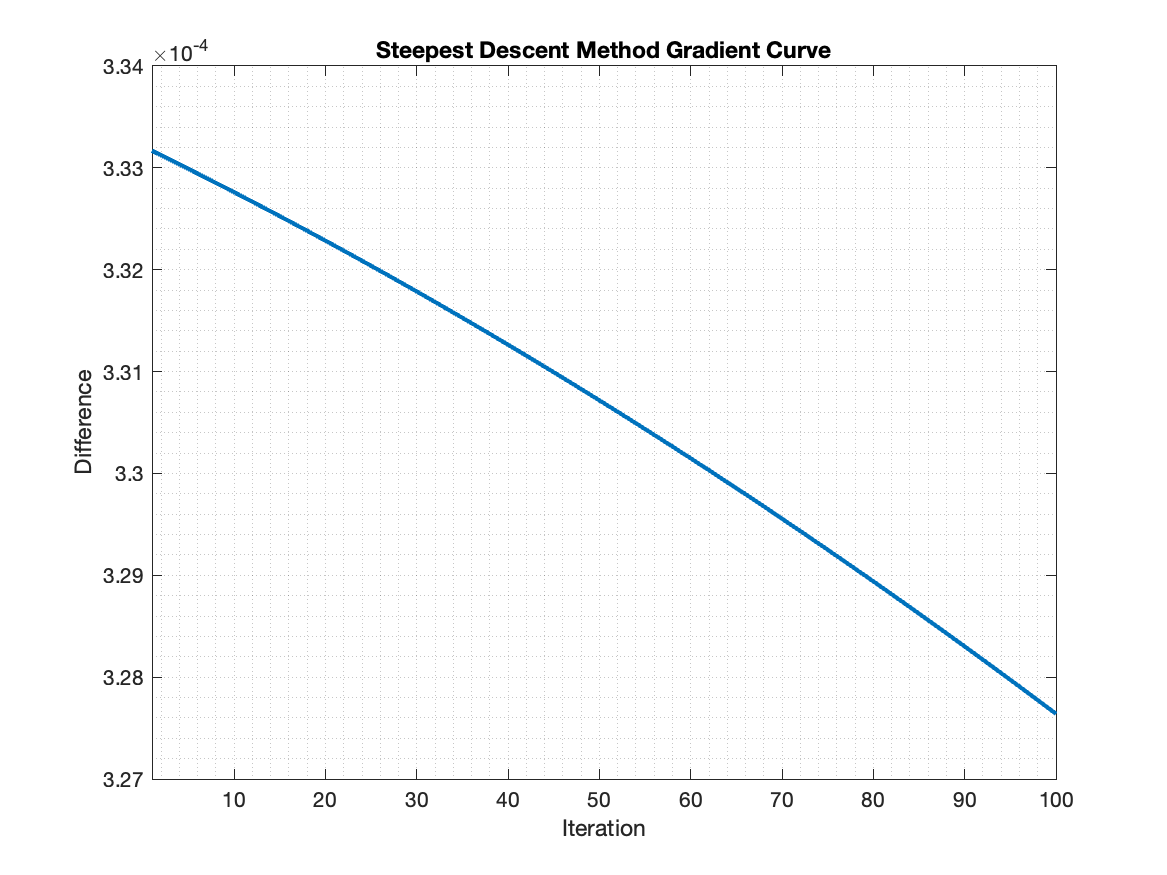 Steepest Descent Method Gradient Curve
×10-4
3.34
3.33
3.32
3.31
3.3
3.29
3.28
3.27
Difference
10 20 30 40 50 60 70 80 90 100
Iteration